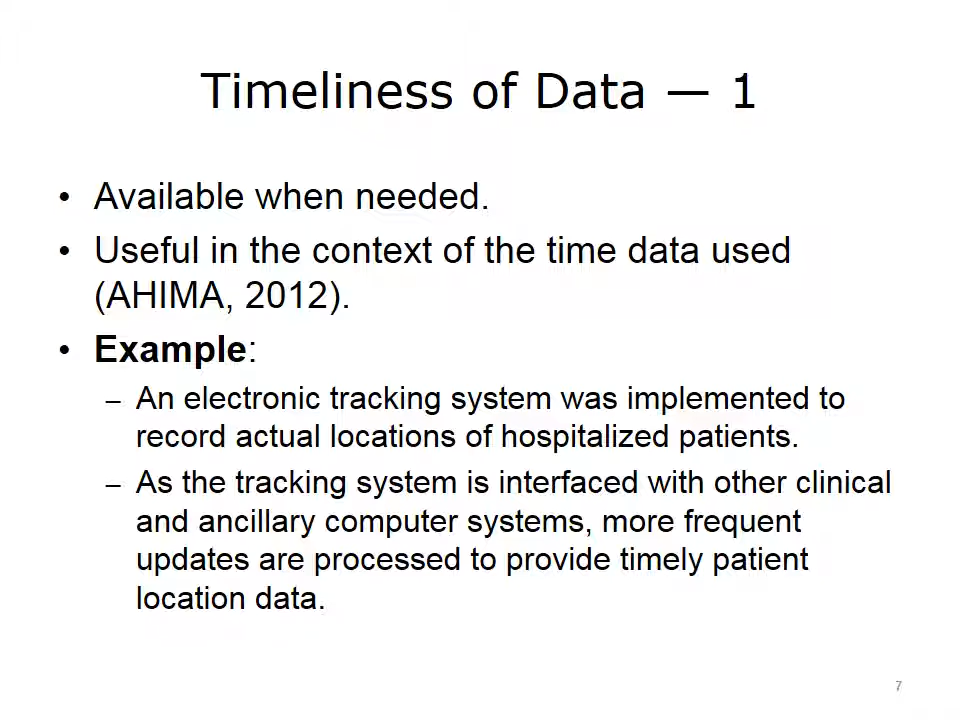 Timeliness of Data — 1
• Available when needed.
• Useful in the context of the time data used
(AHIMA, 2012).
• Example:
– An electronic tracking system was implemented to
record actual locations of hospitalized patients.
– As the tracking system is interfaced with other clinical
and ancillary computer systems, more frequent
updates are processed to provide timely patient
location data.
7